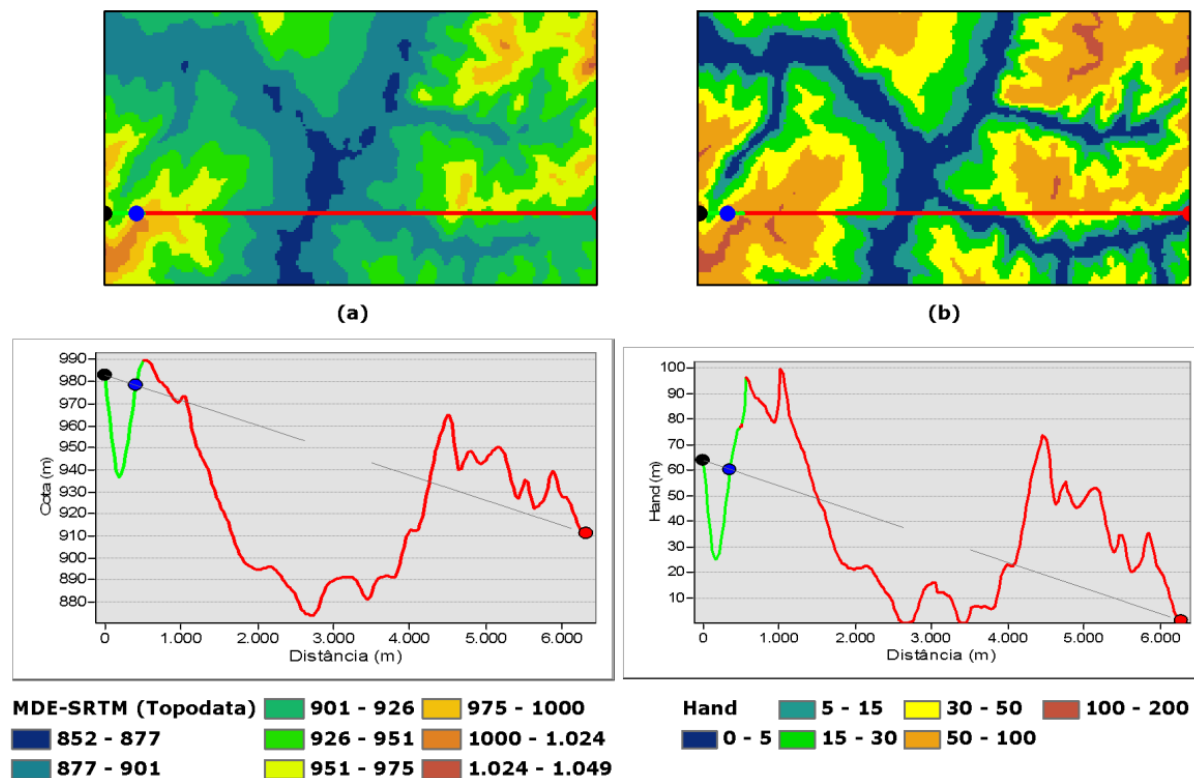 (a)
(b)
Cota (m)
990
980
970
960
950
940
930
920
910
900
890
880
0 1.000 2.000 3.000 4.000 5.000 6.000
Distância (m)
Hand (m)
100
90
80
70
60
50
40
30
20
10
0 1.000 2.000 3.000 4.000 5.000 6.000
Distância (m)
MDE-SRTM (Topodata)
852 - 877
877 - 901
901 - 926
926 - 951
951 - 975
975 - 1000
1000 - 1.024
1.024 - 1.049
Hand
0 - 5
5 - 15
15 - 30
30 - 50
50 - 100
100 - 200